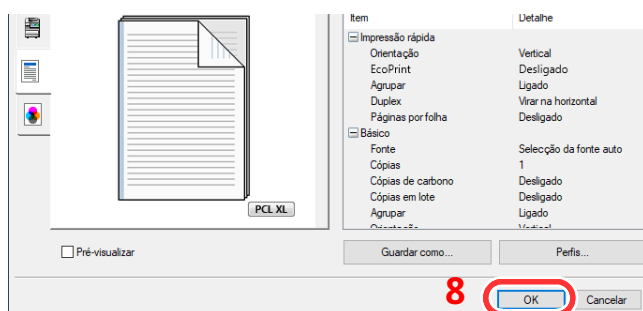 Item Detalhe
Impressão rápida
Orientação Vertical
EcoPrint Desligado
Agrupar Ligado
Duplex Virar na horizontal
Páginas por folha Desligado
Básico
Fonte Selecção da fonte auto
Cópias 1
Cópias de carbono Desligado
Cópias em lote Desligado
Agrupar Ligado
Orientação Vertical
PCL XL
Pré-visualizar Guardar como... Perfis...
8 OK Cancelar